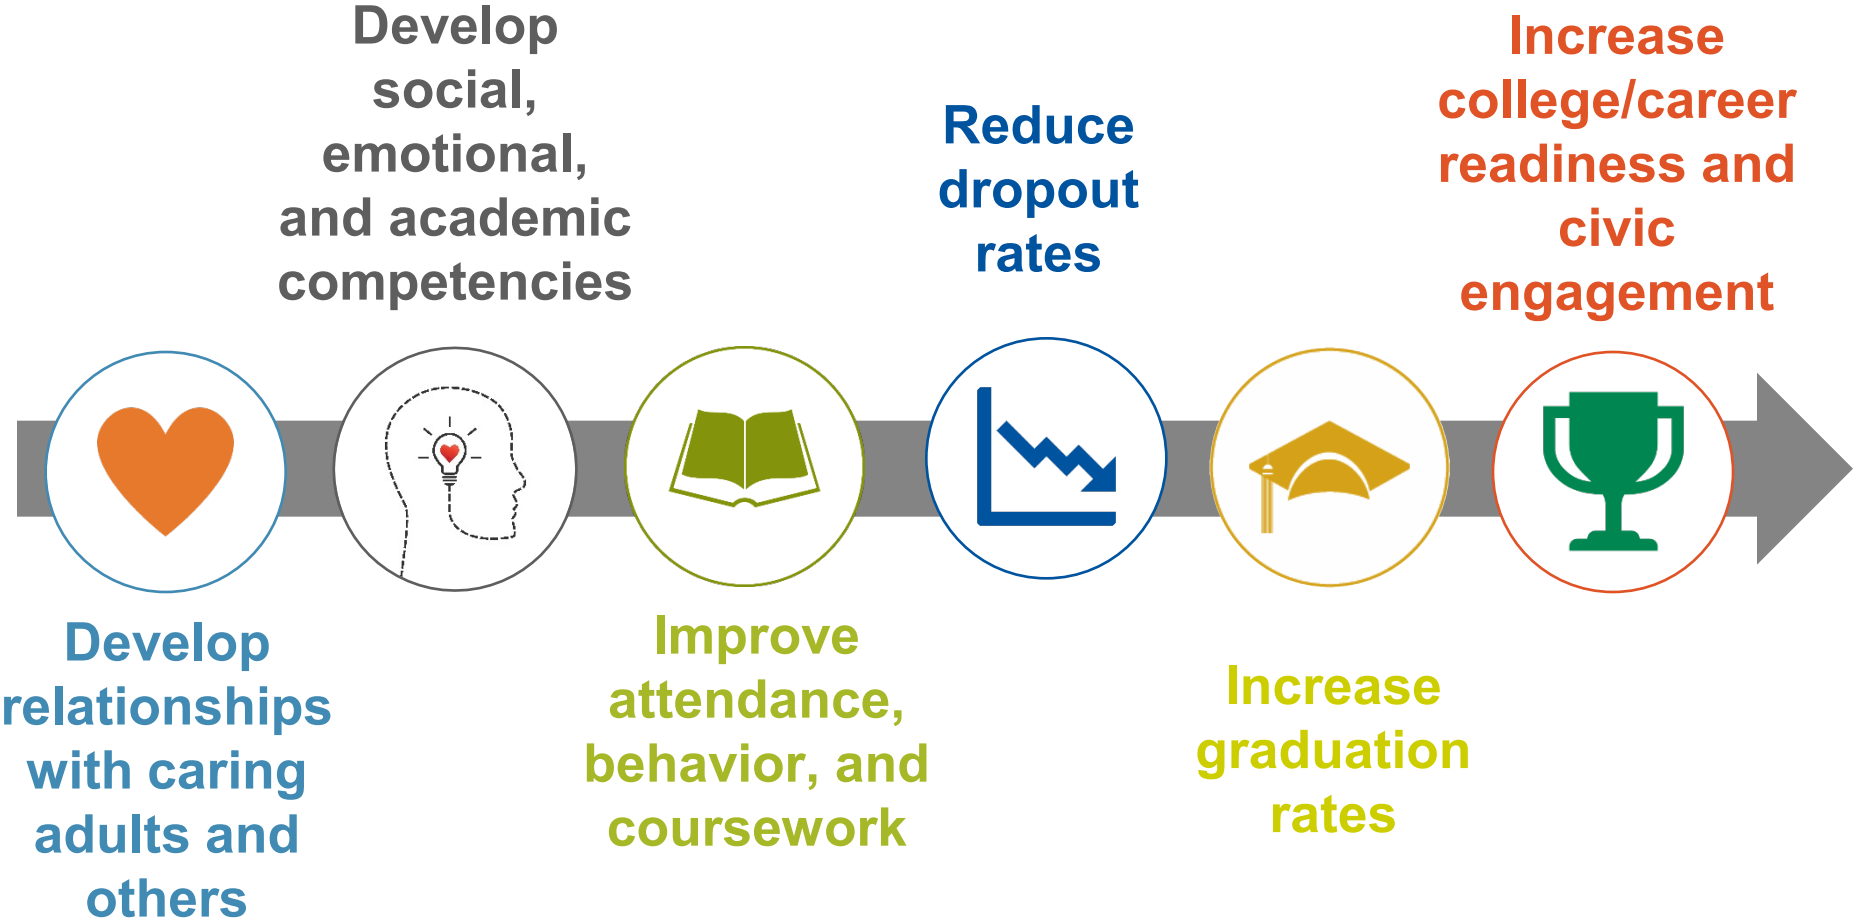 Develop
relationships
with caring
adults and
others
Develop
social,
emotional,
and academic
competencies
Improve
attendance,
behavior, and
coursework
Reduce
dropout
rates
Increase
graduation
rates
Increase
college/career
readiness and
civic
engagement